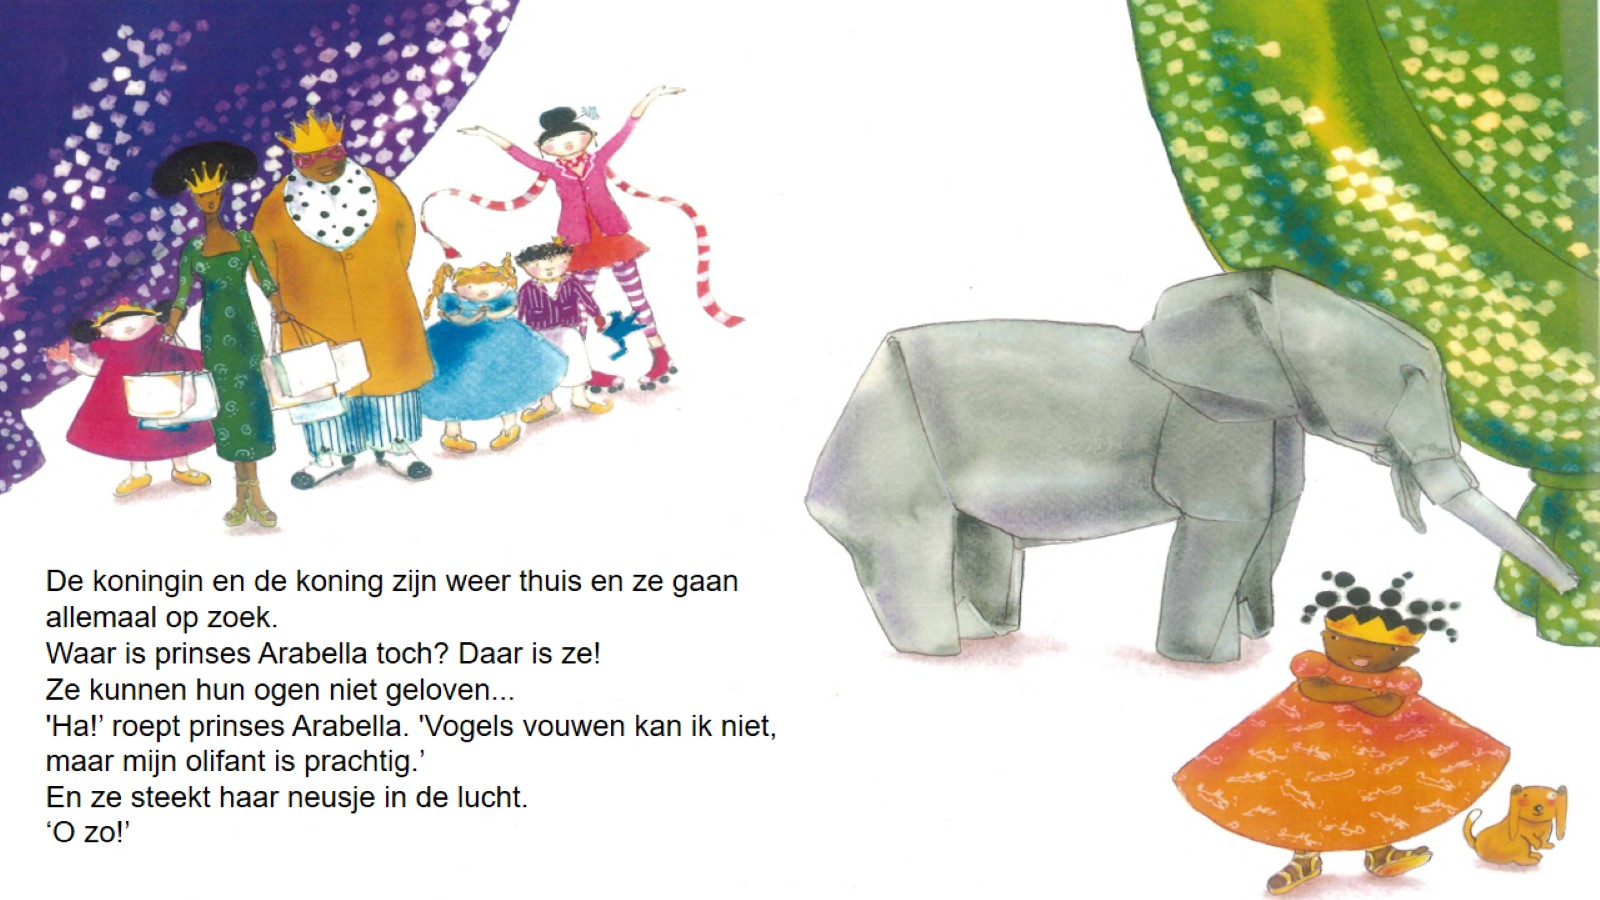 De koningin en de koning zijn weer thuis en ze gaan
allemaal op zoek.
Waar is prinses Arabella toch? Daar is ze!
Ze kunnen hun ogen niet geloven...
'Ha!’ roept prinses Arabella. 'Vogels vouwen kan ik niet,
maar mijn olifant is prachtig.’
En ze steekt haar neusje in de lucht.
‘O zo!’